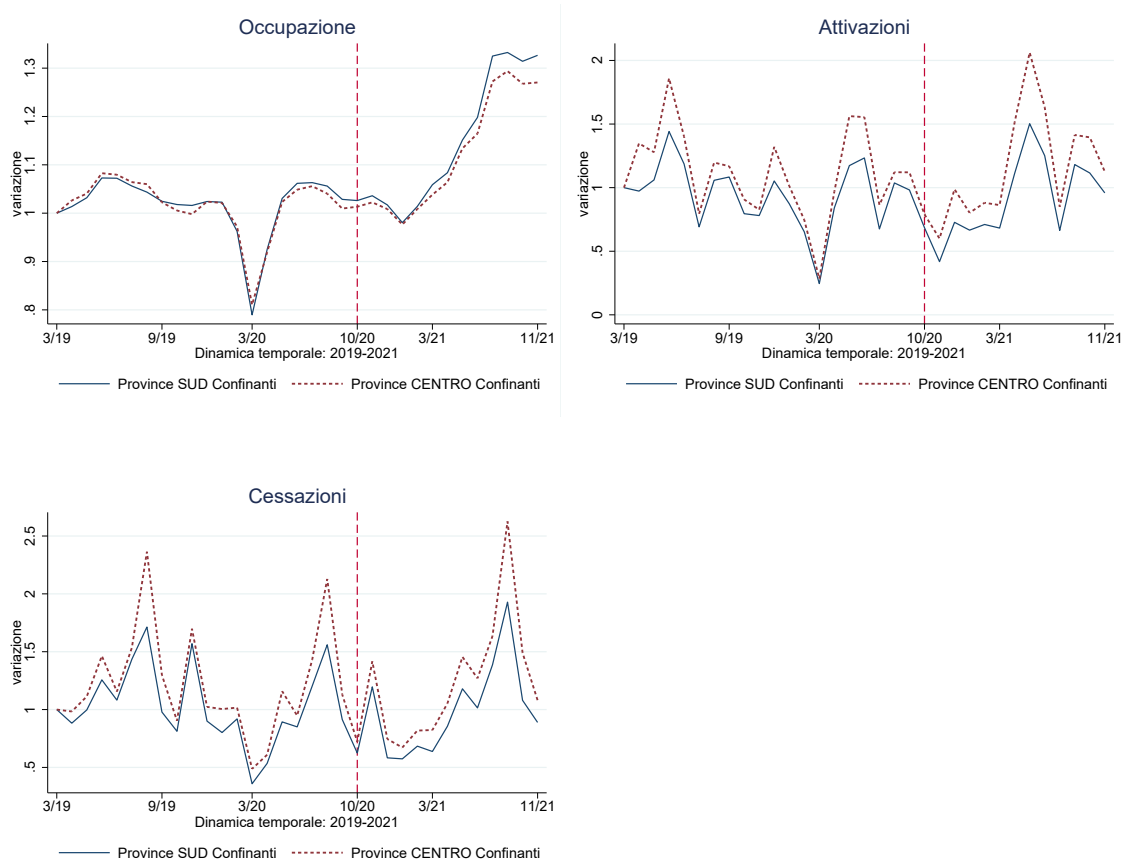 Occupazione
variazione
1.3
1.2
1.1
1
.9
.8
3/19 9/19 3/20 10/20 3/21 11/21
Dinamica temporale: 2019-2021
Province SUD Confinanti Province CENTRO Confinanti
Attivazioni
variazione
2
1.5
1
.5
0
3/19 9/19 3/20 10/20 3/21 11/21
Dinamica temporale: 2019-2021
Province SUD Confinanti Province CENTRO Confinanti
Cessazioni
variazione
2.5
2
1.5
1
.5
3/19 9/19 3/20 10/20 3/21 11/21
Dinamica temporale: 2019-2021
Province SUD Confinanti Province CENTRO Confinanti